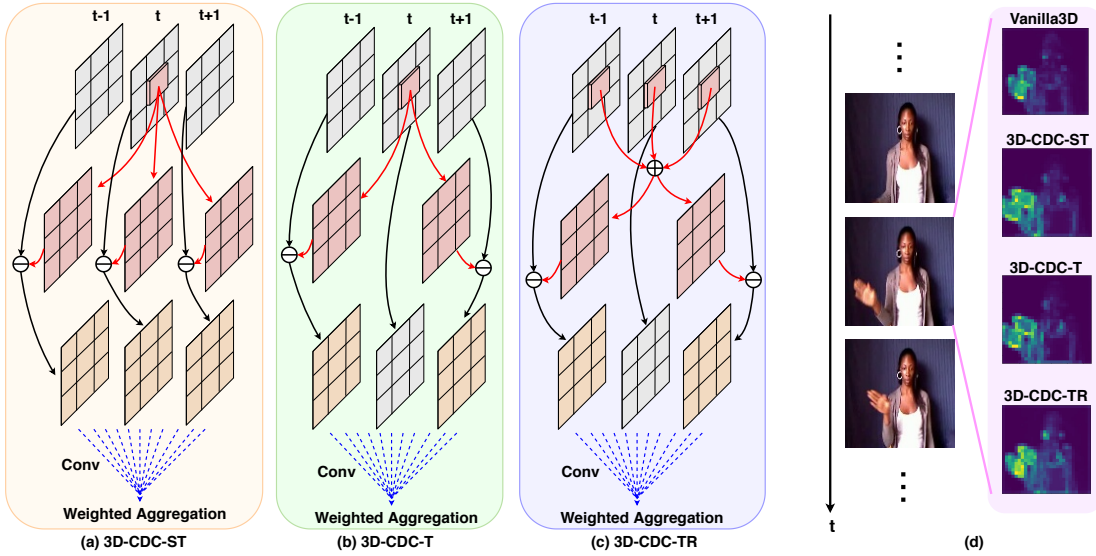 t-1 t t+1
Conv
Weighted Aggregation
(a) 3D-CDC-ST
t-1 t t+1
Conv
Weighted Aggregation
(b) 3D-CDC-T
t-1 t t+1
Conv
Weighted Aggregation
(c) 3D-CDC-TR
t
Vanilla3D
3D-CDC-ST
3D-CDC-T
3D-CDC-TR
(d)